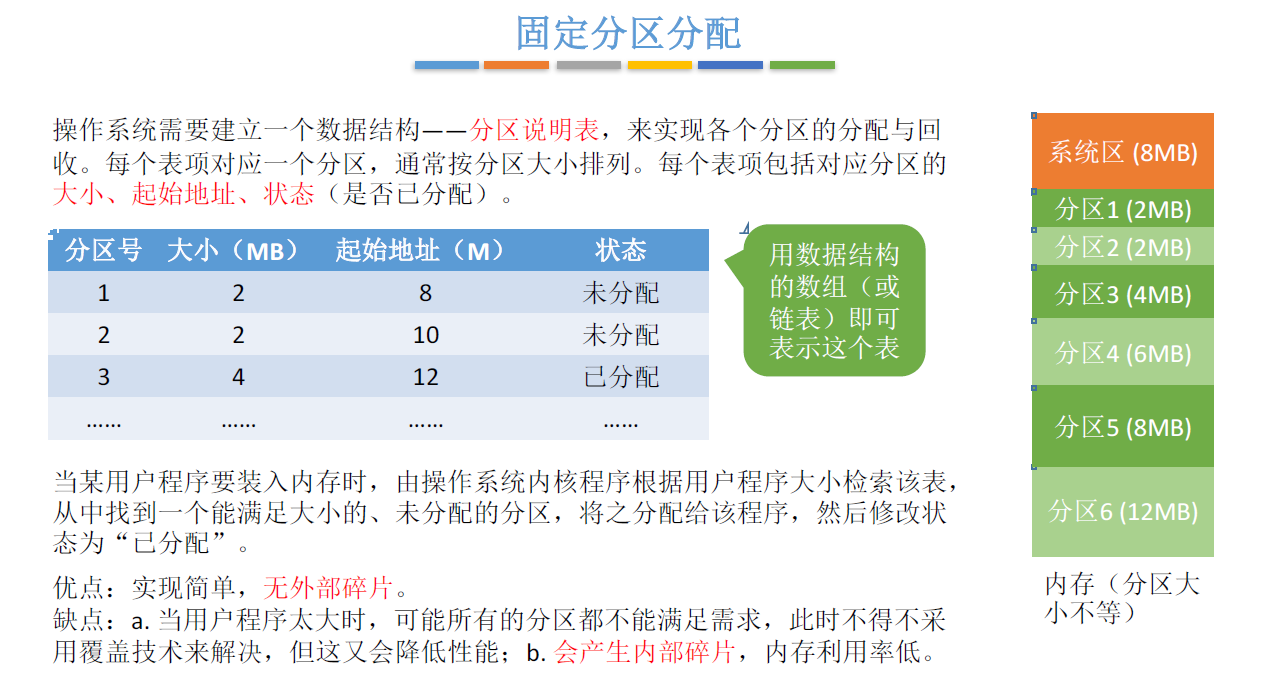 固定分区分配
操作系统需要建立一个数据结构——分区说明表，来实现各个分区的分配与回
收。每个表项对应一个分区，通常按分区大小排列。每个表项包括对应分区的
大小、起始地址、状态（是否已分配）。
分区号 大小（MB） 起始地址（M） 状态
1 2 8 未分配
2 2 10 未分配
3 4 12 已分配
…… …… …… ……
用数据结构
的数组（或
链表）即可
表示这个表
当某用户程序要装入内存时，由操作系统内核程序根据用户程序大小检索该表，
从中找到一个能满足大小的、未分配的分区，将之分配给该程序，然后修改状
态为“已分配”。
优点：实现简单，无外部碎片。
缺点：a. 当用户程序太大时，可能所有的分区都不能满足需求，此时不得不采
用覆盖技术来解决，但这又会降低性能；b. 会产生内部碎片，内存利用率低。
系统区 (8MB)
分区1 (2MB)
分区2 (2MB)
分区3 (4MB)
分区4 (6MB)
分区5 (8MB)
分区6 (12MB)
内存（分区大
小不等）